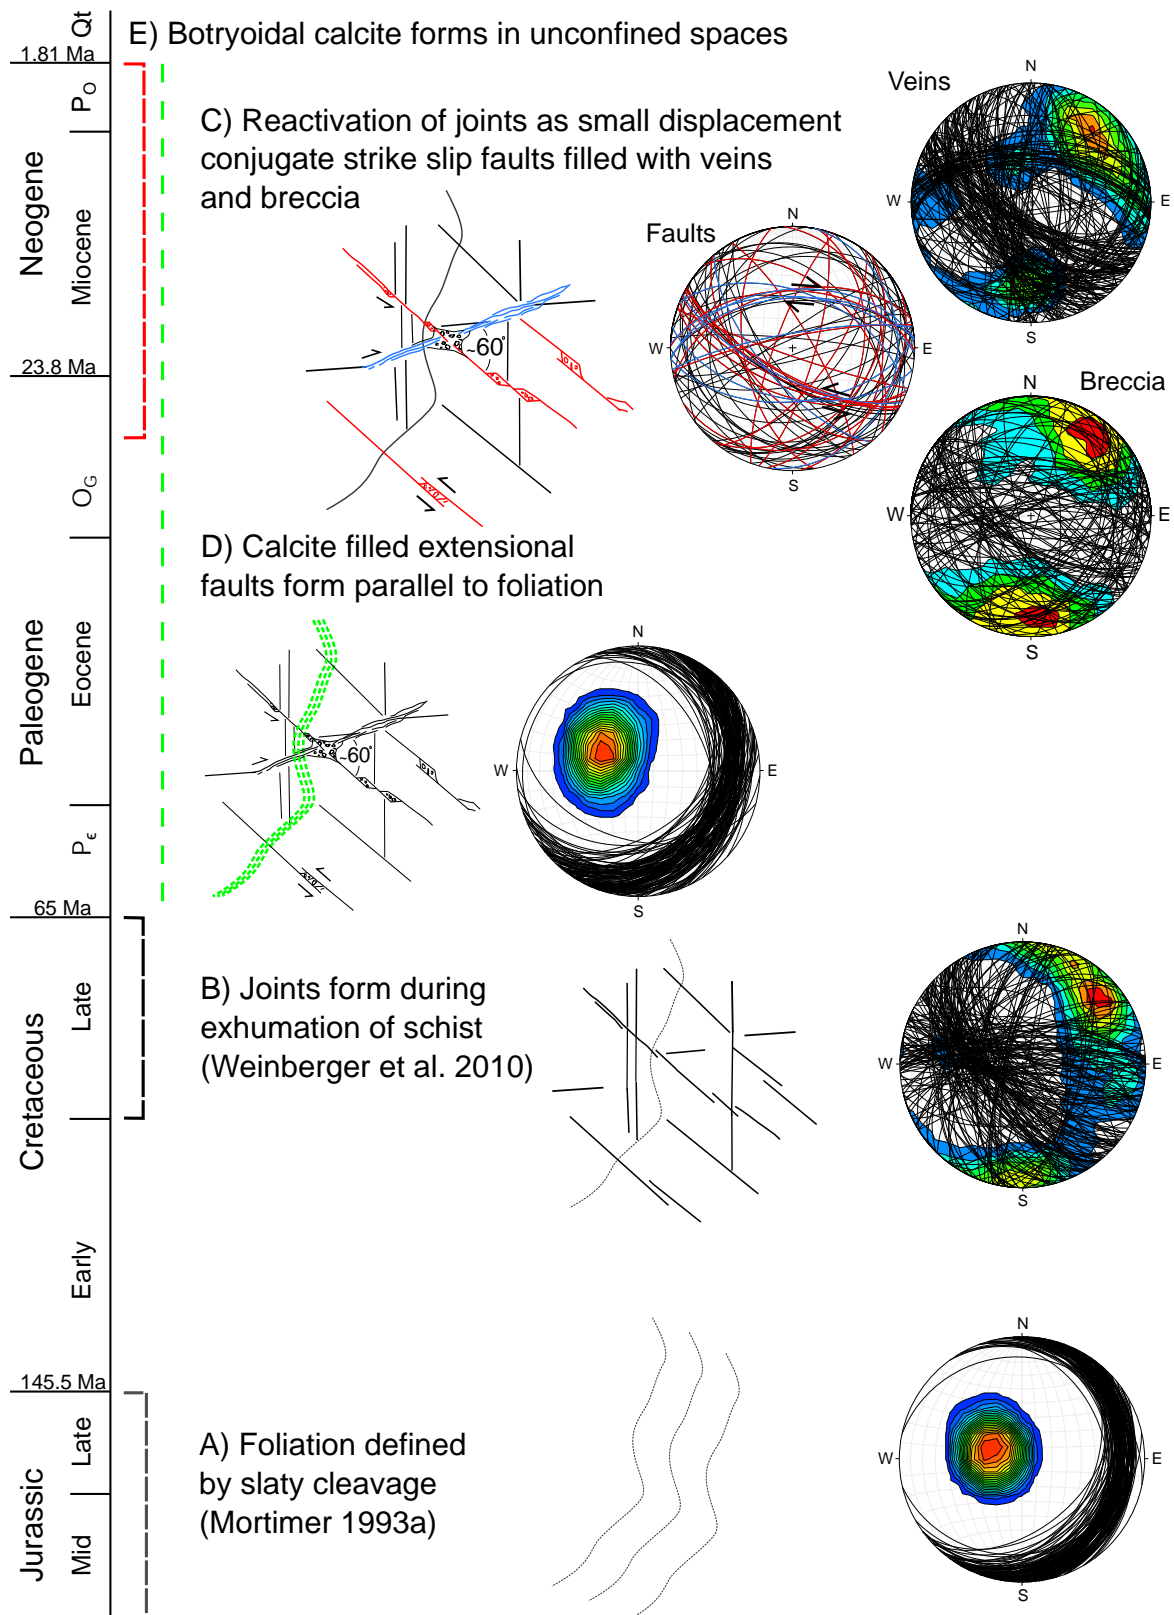 Qt
E) Botryoidal calcite forms in unconfined spaces
1.81 Ma
Po
Neogene
Miocene
23.8 Ma
OG
C) Reactivation of joints as small displacement
conjugate strike slip faults filled with veins
and breccia
~60°
Faults
N
W
E
S
Veins
N
W
E
S
Breccia
N
W
E
S
D) Calcite filled extensional
faults form parallel to foliation
Paleogene
Eocene
Pϵ
~60°
N
W
E
S
65 Ma
Cretaceous
Late
Early
B) Joints form during
exhumation of schist
(Weinberger et al. 2010)
N
W
E
S
145.5 Ma
Jurassic
Late
Mid
A) Foliation defined
by slaty cleavage
(Mortimer 1993a)
N
W
E
S